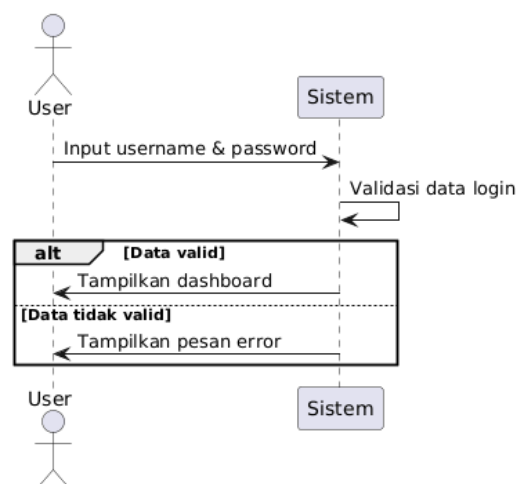 User
Sistem
Input username & password
Validasi data login
alt [Data valid]
Tampilkan dashboard
[Data tidak valid]
Tampilkan pesan error
User
Sistem